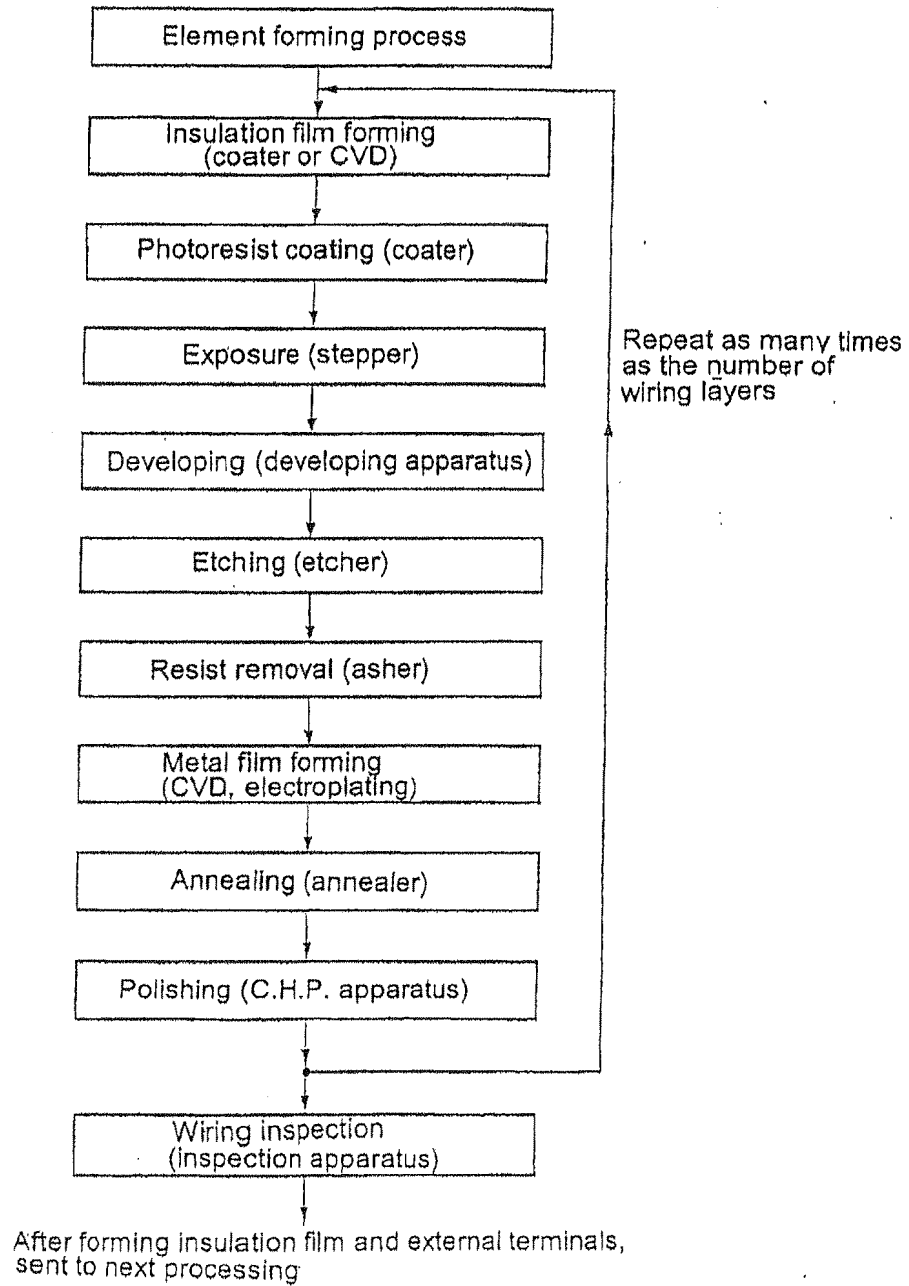 Element forming process
Insulation film forming
(coater or CVD)
Photoresist coating (coater)
Exposure (stepper)
Repeat as many times
as the number of
wiring layers
Developing (developing apparatus)
Etching (etcher)
Resist removal (asher)
Metal film forming
(CVD, electroplating)
Annealing (annealer)
Polishing (C.H.P. apparatus)
Wiring inspection
(inspection apparatus)
After forming insulation film and external terminals,
sent to next processing